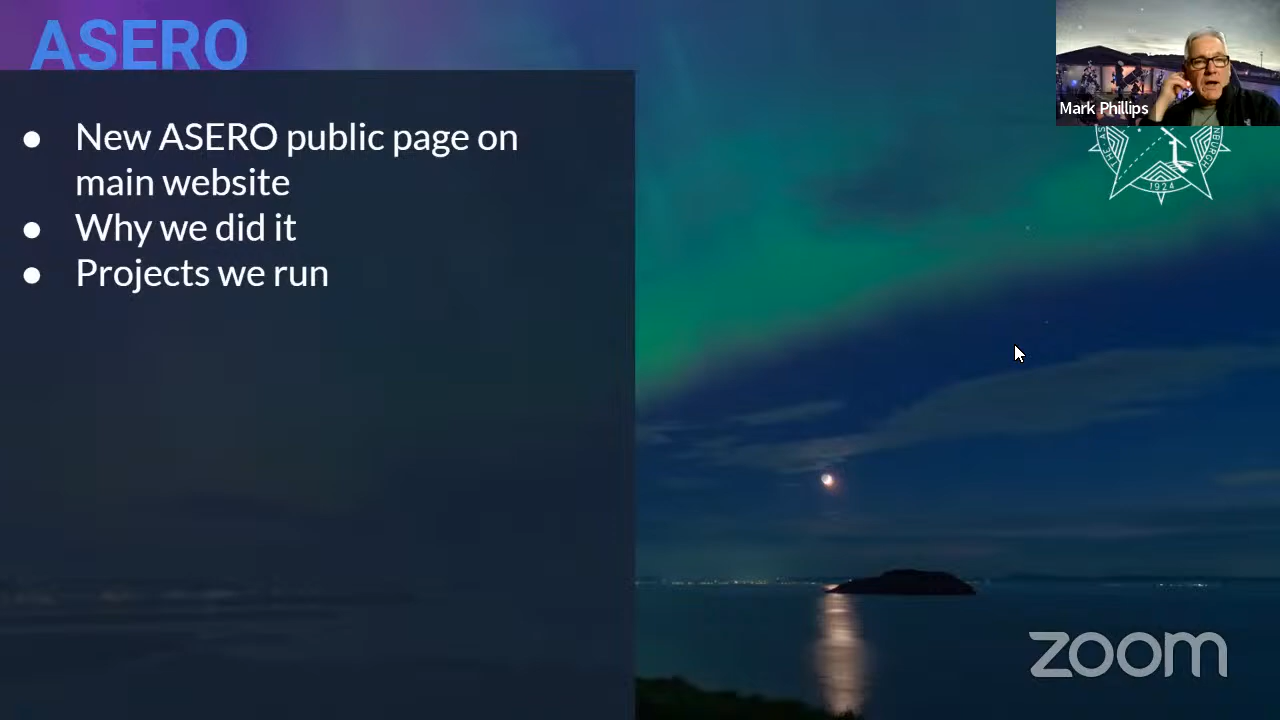 ASERO
● New ASERO public page on
main website
● Why we did it
● Projects we run
Mark Phillips
1924
zoom